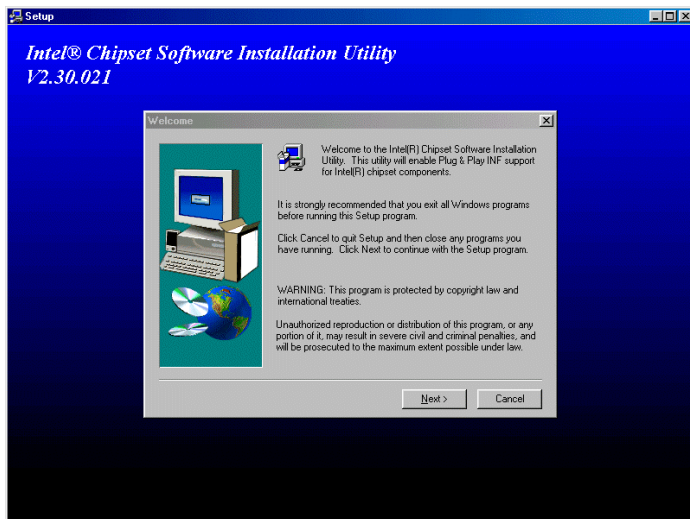 Setup
Intel® Chipset Software Installation Utility
V2.30.021
Welcome
Welcome to the Intel(R) Chipset Software Installation
Utility. This utility will enable Plug & Play INF support
for Intel(R) chipset components.
It is strongly recommended that you exit all Windows programs
before running this Setup program.
Click Cancel to quit Setup and then close any programs you
have running. Click Next to continue with the Setup program.
WARNING: This program is protected by copyright law and
international treaties.
Unauthorized reproduction or distribution of this program, or any
portion of it, may result in severe civil and criminal penalties, and
will be prosecuted to the maximum extent possible under law.
Next >
Cancel